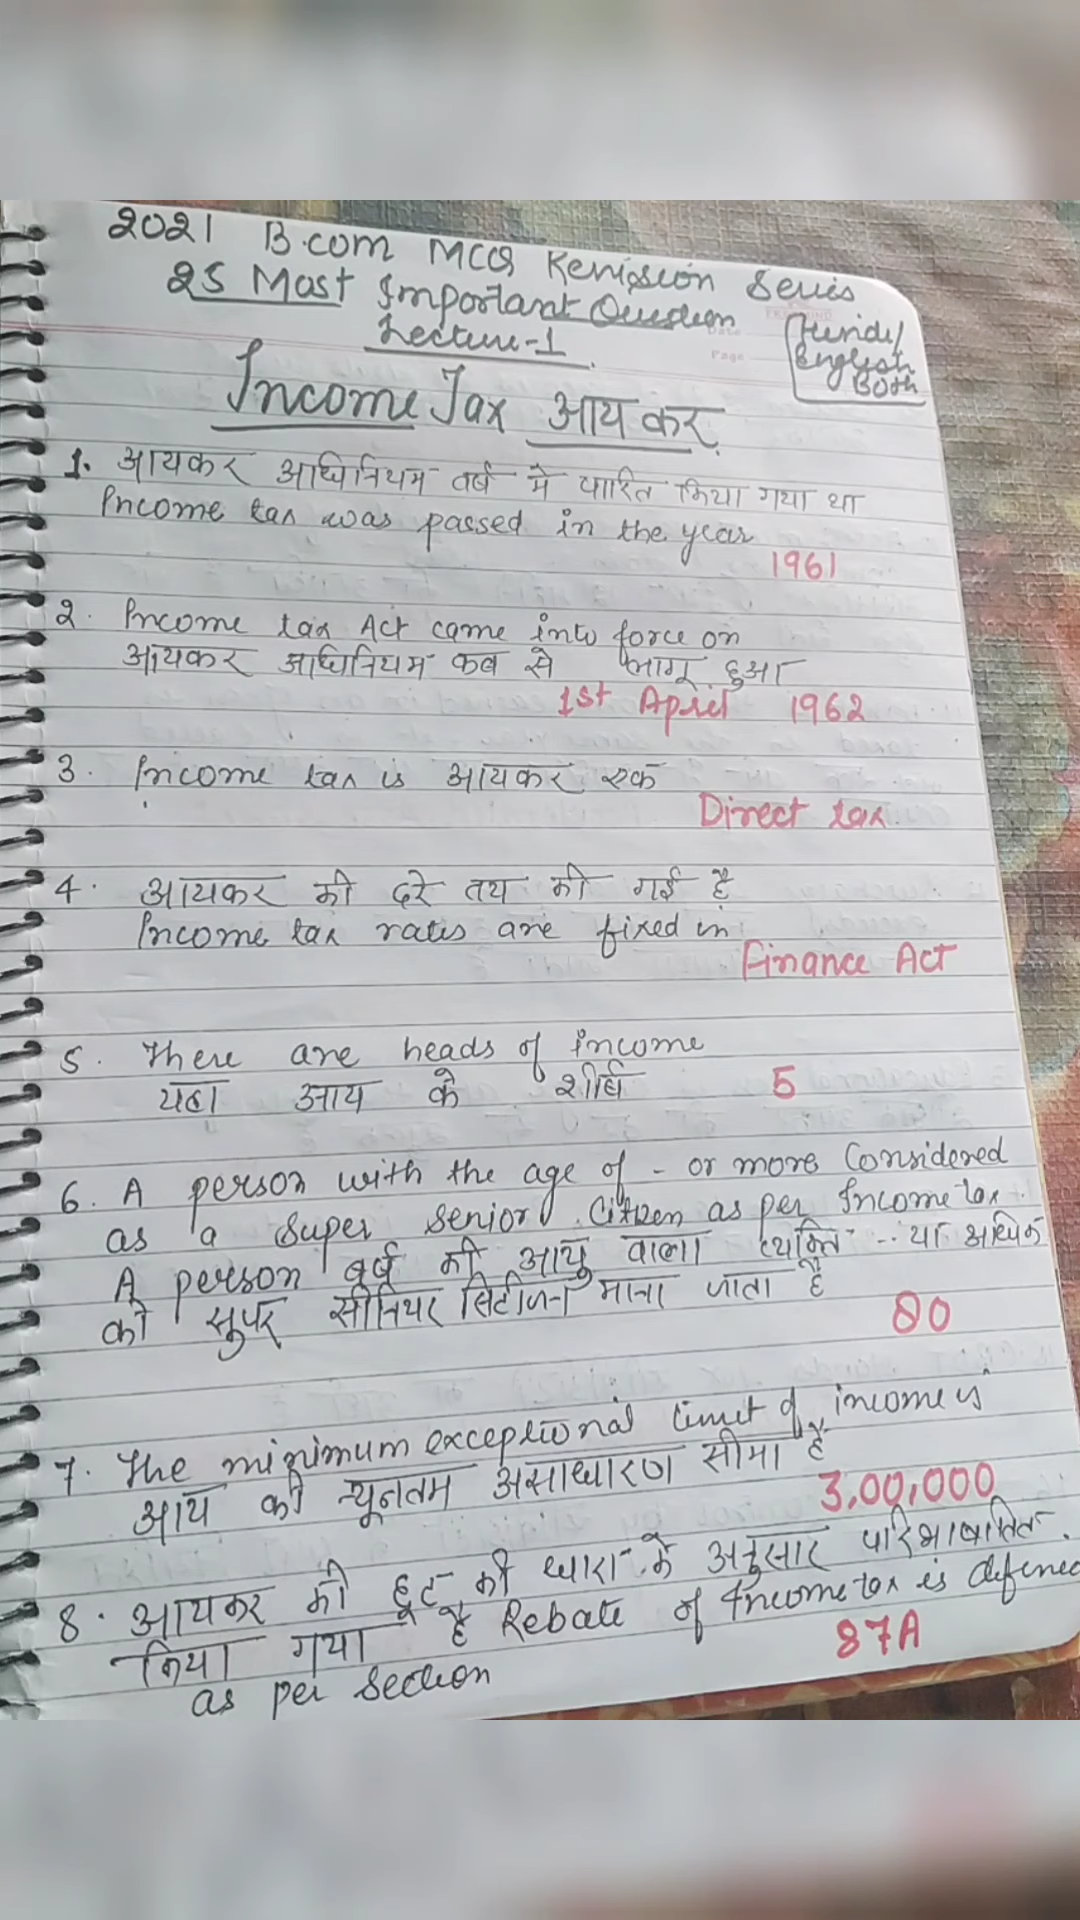 2021 B.com MCQ Revision Series
25 Most Important Question
Lecture-1
(Hindi/
English
Both
Income Tax आयकर
1. आयकर अधिनियम वर्ष में पारित किया गया था
Income tax was passed in the year
1961
2. Income tax Act came into force on
आयकर अधिनियम कब से लागू हुआ
1st April 1962
3. Income tax is आयकर एक
Direct tax
4. आयकर की दरे तय की गई है
Income tax rates are fixed in
Finance Act
5. There are heads of income
यहा आय के शीर्ष
5
6. A person with the age of - or more Considered
as a Super Senior Citizen as per Income tax.
A person वर्ष की आयु वाला व्यक्ति -- या अधिक
को सुपर सीनियर सिटीजन माना जाता है
80
7. The minimum exceptional limit of income is
आय की न्यूनतम असाधारण सीमा है
3,00,000
8. आयकर की छूट की धारा के अनुसार परिभाषित
किया गया है Rebate of Income tax is defined
87A
as per section